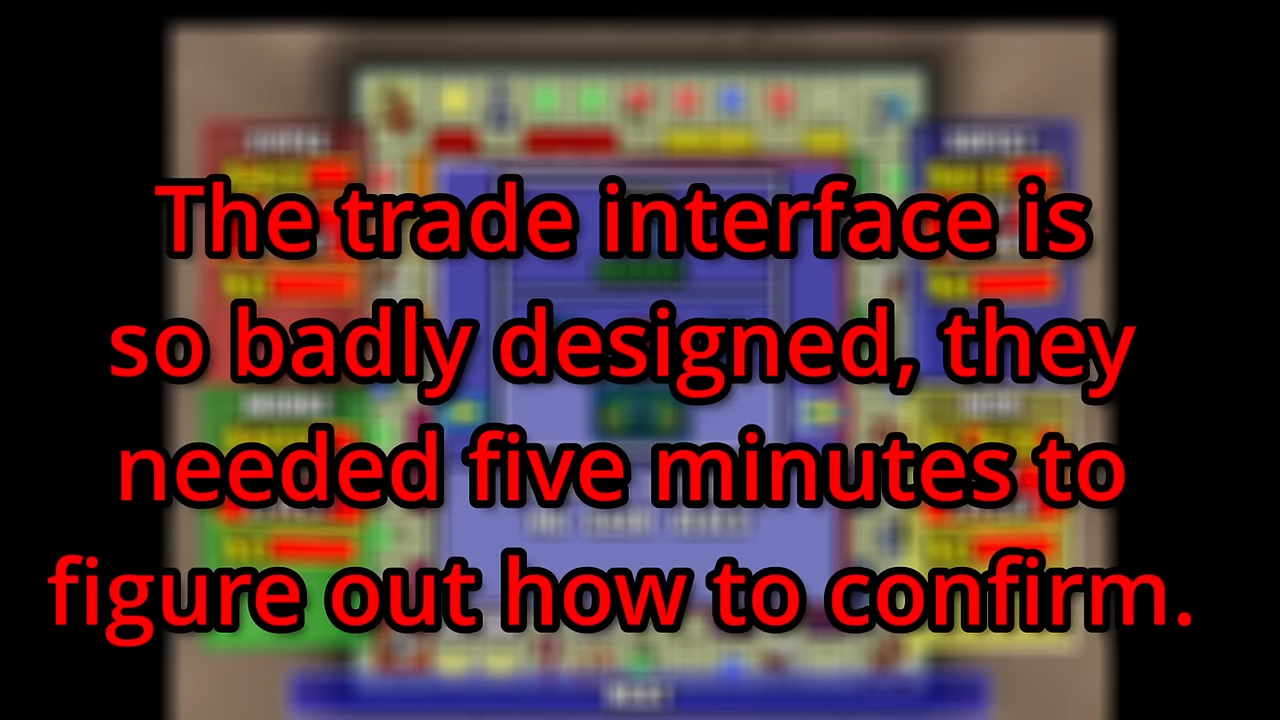 The trade interface is
so badly designed, they
needed five minutes to
figure out how to confirm.